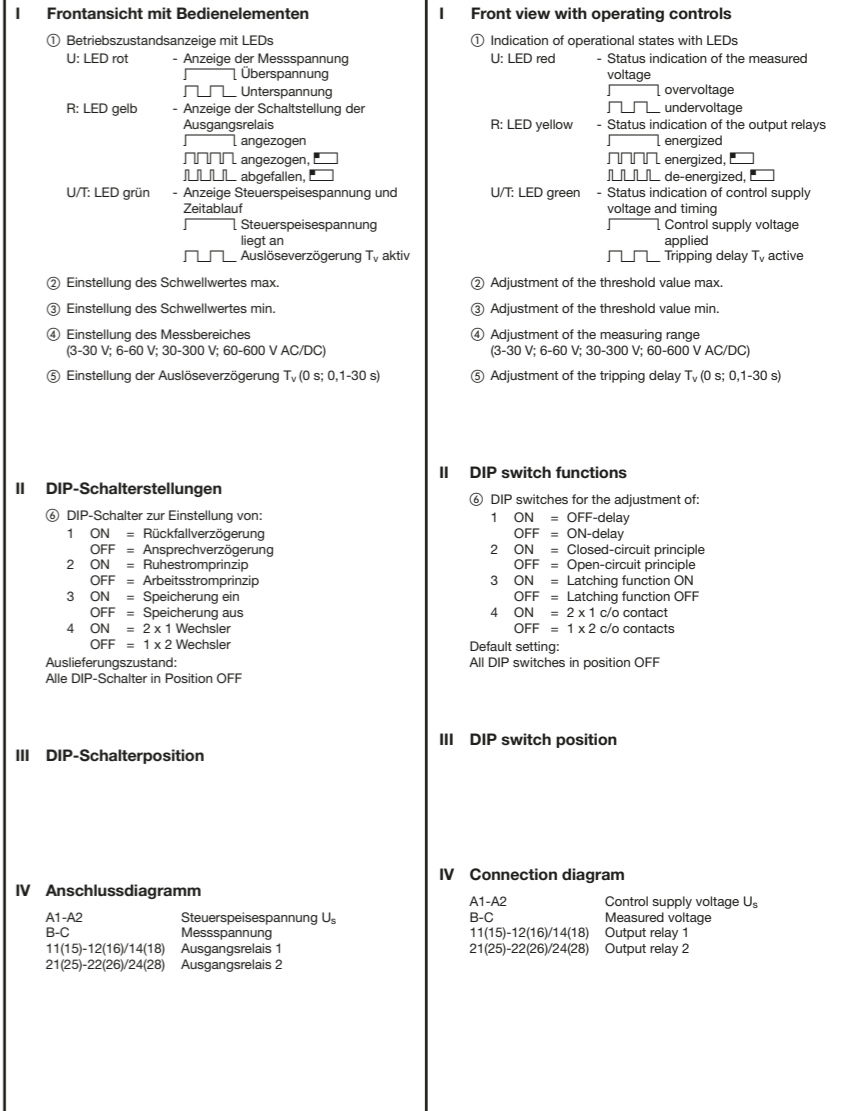 I Frontansicht mit Bedienelementen
① Betriebszustandsanzeige mit LEDs
U: LED rot - Anzeige der Messspannung
Überspannung
Unterspannung
R: LED gelb - Anzeige der Schaltstellung der
Ausgangsrelais
angezogen
angezogen,
abgefallen,
U/T: LED grün - Anzeige Steuerspeisespannung und
Zeitablauf
Steuerspeisespannung
liegt an
Auslöseverzögerung Tv aktiv
② Einstellung des Schwellwertes max.
③ Einstellung des Schwellwertes min.
④ Einstellung des Messbereiches
(3-30 V; 6-60 V; 30-300 V; 60-600 V AC/DC)
⑤ Einstellung der Auslöseverzögerung Tv (0 s; 0,1-30 s)
II DIP-Schalterstellungen
⑥ DIP-Schalter zur Einstellung von:
1 ON = Rückfallverzögerung
OFF = Ansprechverzögerung
2 ON = Ruhestromprinzip
OFF = Arbeitsstromprinzip
3 ON = Speicherung ein
OFF = Speicherung aus
4 ON = 2 x 1 Wechsler
OFF = 1 x 2 Wechsler
Auslieferungszustand:
Alle DIP-Schalter in Position OFF
III DIP-Schalterposition
IV Anschlussdiagramm
A1-A2 Steuerspeisespannung Us
B-C Messspannung
11(15)-12(16)/14(18) Ausgangsrelais 1
21(25)-22(26)/24(28) Ausgangsrelais 2
I Front view with operating controls
① Indication of operational states with LEDs
U: LED red - Status indication of the measured
voltage
overvoltage
undervoltage
R: LED yellow - Status indication of the output relays
energized
energized,
de-energized,
U/T: LED green - Status indication of control supply
voltage and timing
Control supply voltage
applied
Tripping delay Tv active
② Adjustment of the threshold value max.
③ Adjustment of the threshold value min.
④ Adjustment of the measuring range
(3-30 V; 6-60 V; 30-300 V; 60-600 V AC/DC)
⑤ Adjustment of the tripping delay Tv (0 s; 0,1-30 s)
II DIP switch functions
⑥ DIP switches for the adjustment of:
1 ON = OFF-delay
OFF = ON-delay
2 ON = Closed-circuit principle
OFF = Open-circuit principle
3 ON = Latching function ON
OFF = Latching function OFF
4 ON = 2 x 1 c/o contact
OFF = 1 x 2 c/o contacts
Default setting:
All DIP switches in position OFF
III DIP switch position
IV Connection diagram
A1-A2 Control supply voltage Us
B-C Measured voltage
11(15)-12(16)/14(18) Output relay 1
21(25)-22(26)/24(28) Output relay 2